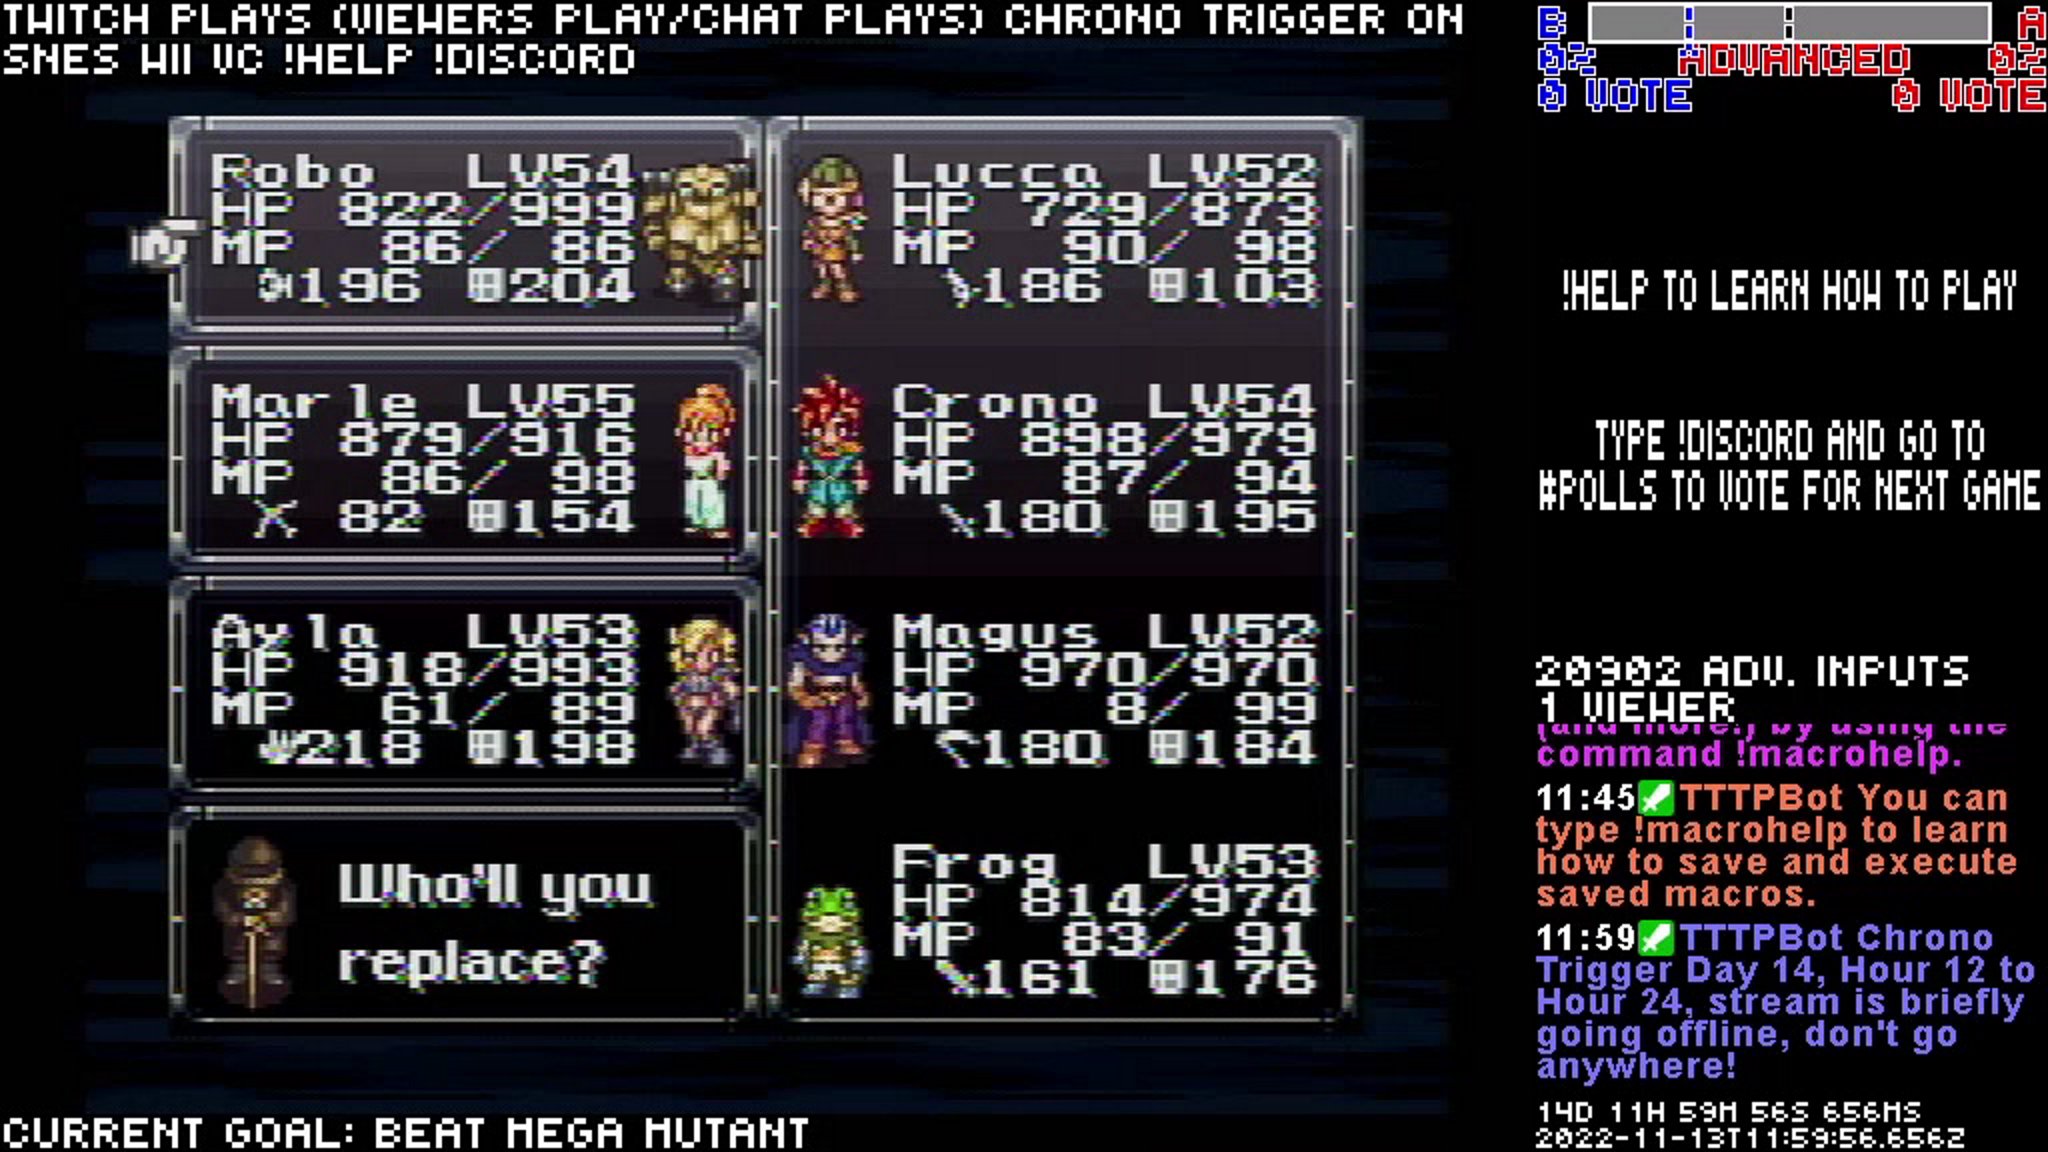 TWITCH PLAYS (VIEWERS PLAY/CHAT PLAYS) CHRONO TRIGGER ON
SNES WII VC !HELP !DISCORD
Robo LV54
HP 822/999
MP 86/ 86
196 204
Marle LV55
HP 879/916
MP 86/ 98
82 154
Ayla LV53
HP 918/993
MP 61/ 89
218 198
Who'll you
replace?
Lucca LV52
HP 729/873
MP 90/ 98
186 103
Crono LV54
HP 898/979
MP 87/ 94
180 195
Magus LV52
HP 970/970
MP 8/ 99
180 184
Frog LV53
HP 814/974
MP 83/ 91
161 176
CURRENT GOAL: BEAT MEGA MUTANT
B A
0% ADVANCED 0%
0 VOTE 0 VOTE
!HELP TO LEARN HOW TO PLAY
TYPE !DISCORD AND GO TO
#POLLS TO VOTE FOR NEXT GAME
20902 ADV. INPUTS
1 VIEWER
(and more!) by using the
command !macrohelp.
11:45 TTTPBot You can
type !macrohelp to learn
how to save and execute
saved macros.
11:59 TTTPBot Chrono
Trigger Day 14, Hour 12 to
Hour 24, stream is briefly
going offline, don't go
anywhere!
14D 11H 59M 56S 656MS
2022-11-13T11:59:56.656Z